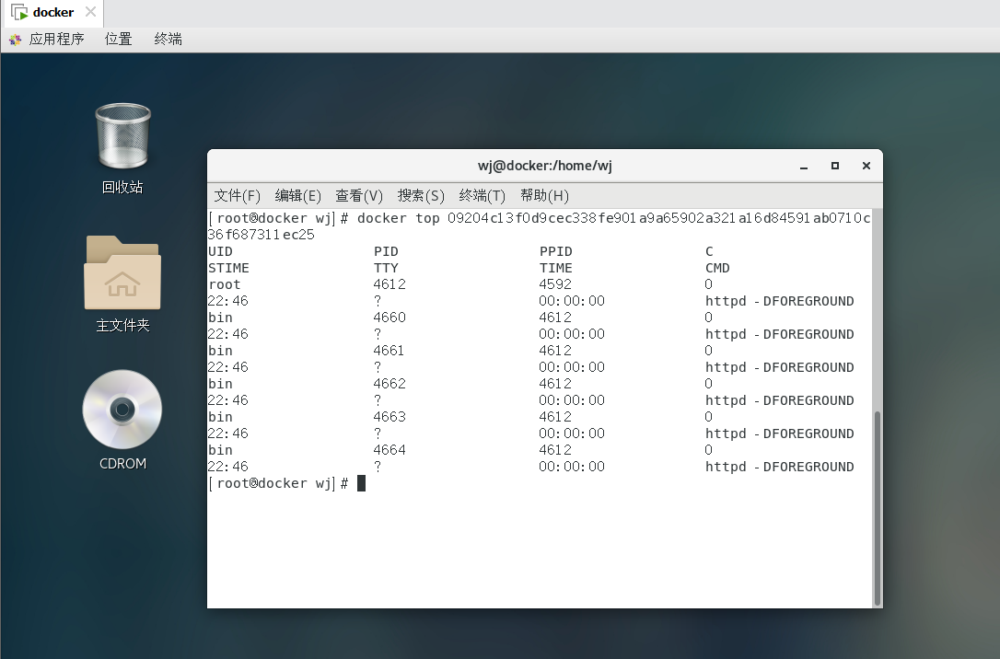 docker
应用程序 位置 终端
回收站
主文件夹
CDROM
wj@docker:/home/wj
文件(F) 编辑(E) 查看(V) 搜索(S) 终端(T) 帮助(H)
[root@docker wj]# docker top 09204c13f0d9cec338fe901a9a65902a321a16d84591ab0710c
36f687311ec25
UID PID PPID C
STIME TTY TIME CMD
root 4612 4592 0
22:46 ? 00:00:00 httpd -DFOREGROUND
bin 4660 4612 0
22:46 ? 00:00:00 httpd -DFOREGROUND
bin 4661 4612 0
22:46 ? 00:00:00 httpd -DFOREGROUND
bin 4662 4612 0
22:46 ? 00:00:00 httpd -DFOREGROUND
bin 4663 4612 0
22:46 ? 00:00:00 httpd -DFOREGROUND
bin 4664 4612 0
22:46 ? 00:00:00 httpd -DFOREGROUND
[root@docker wj]#